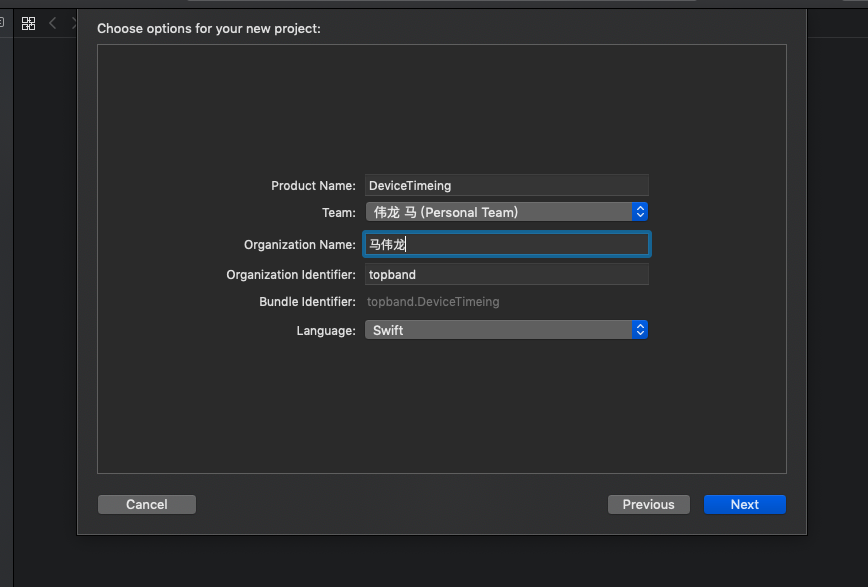 Choose options for your new project:
Product Name: DeviceTimeing
Team: 伟龙 马 (Personal Team)
Organization Name: 马伟龙
Organization Identifier: topband
Bundle Identifier: topband.DeviceTimeing
Language: Swift
Cancel Previous Next